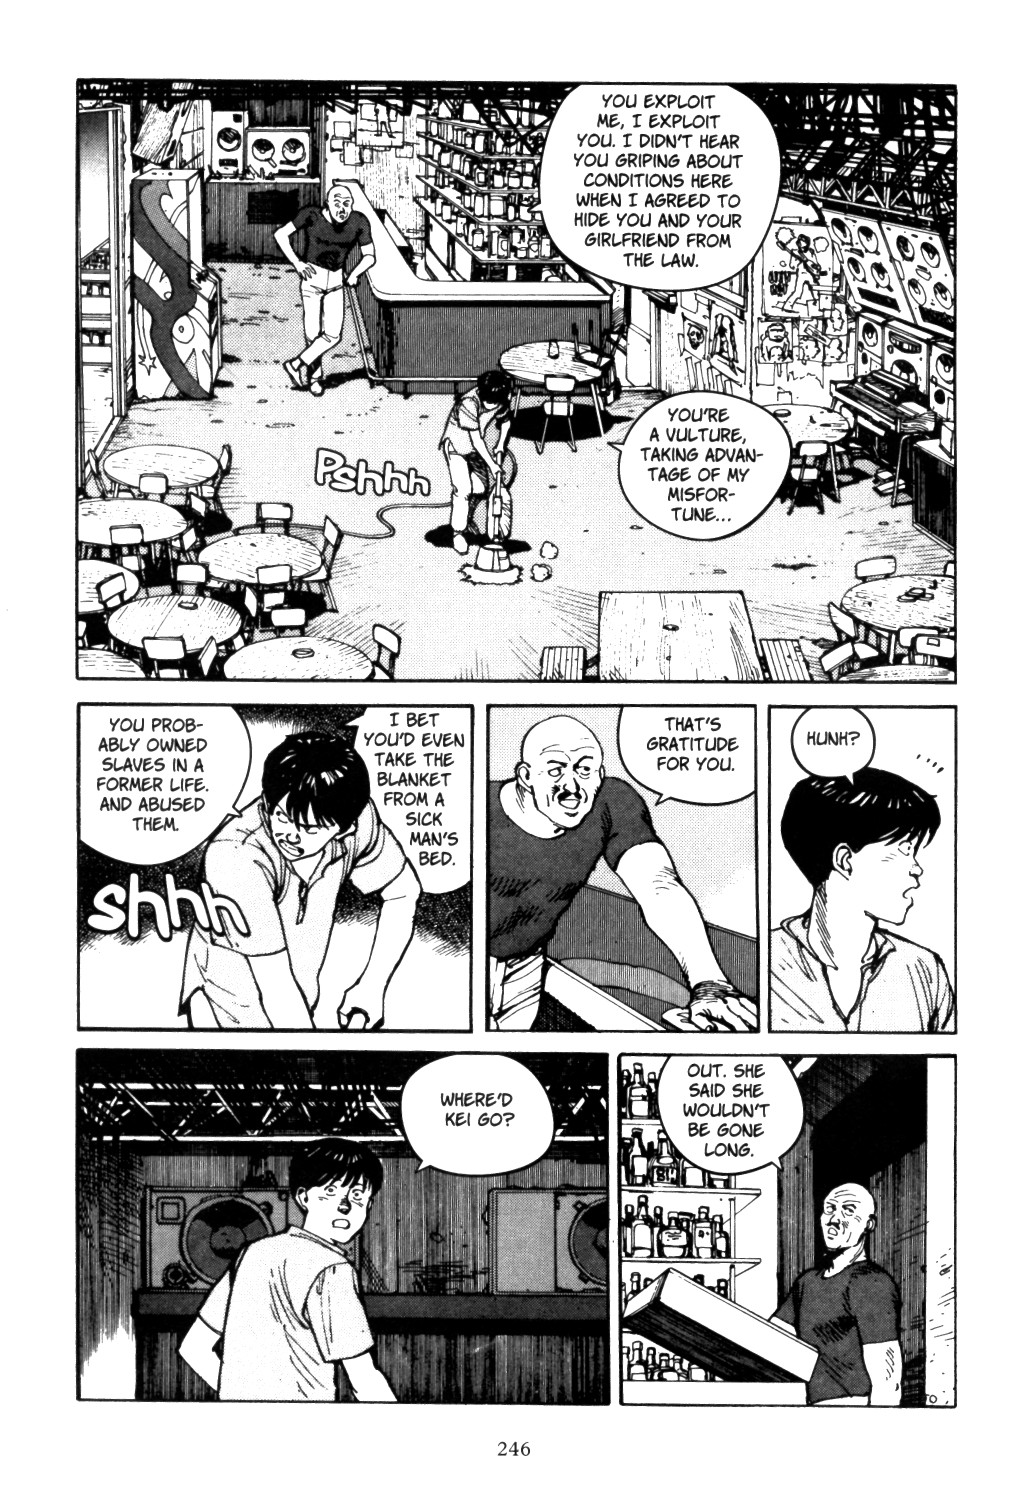 YOU EXPLOIT
ME, I EXPLOIT
YOU. I DIDN'T HEAR
YOU GRIPING ABOUT
CONDITIONS HERE
WHEN I AGREED TO
HIDE YOU AND YOUR
GIRLFRIEND FROM
THE LAW.
YOU'RE
A VULTURE,
TAKING ADVAN-
TAGE OF MY
MISFOR-
TUNE...
Pshhh
YOU PROB-
ABLY OWNED
SLAVES IN A
FORMER LIFE.
AND ABUSED
THEM.
I BET
YOU'D EVEN
TAKE THE
BLANKET
FROM A
SICK
MAN'S
BED.
shhh
THAT'S
GRATITUDE
FOR YOU.
HUNH?
WHERE'D
KEI GO?
OUT. SHE
SAID SHE
WOULDN'T
BE GONE
LONG.
246